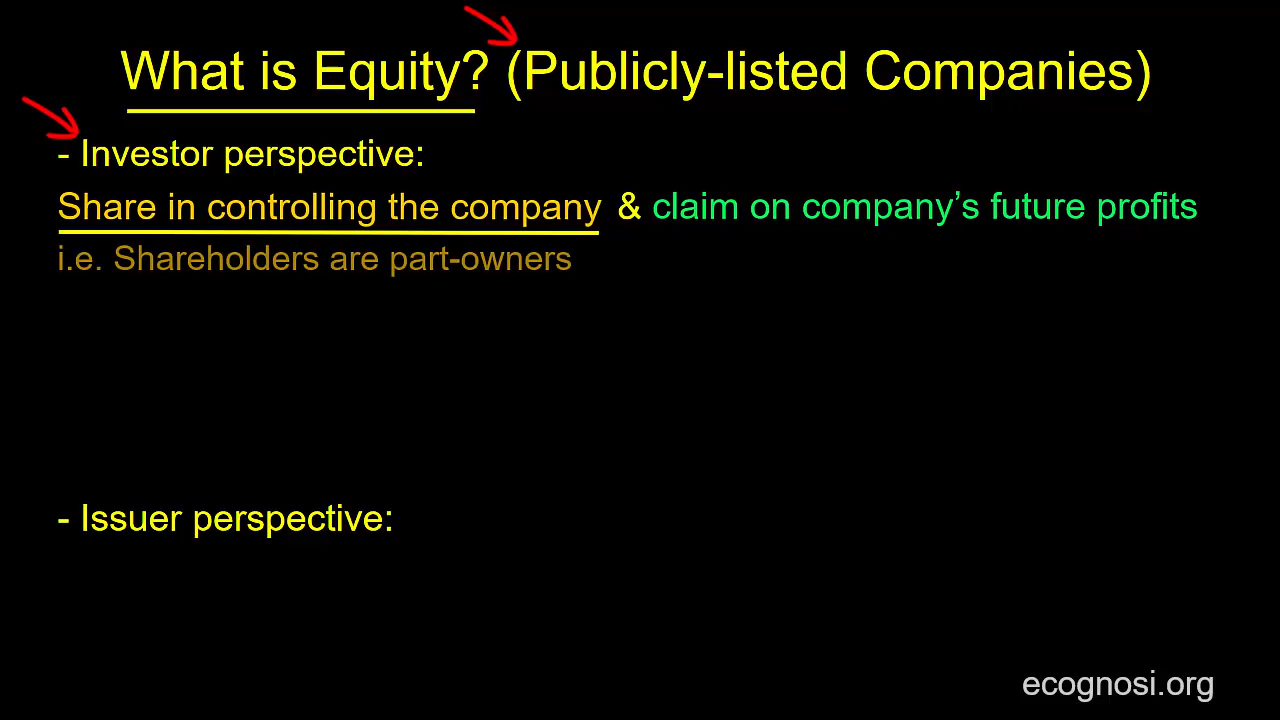 What is Equity? (Publicly-listed Companies)
- Investor perspective:
Share in controlling the company & claim on company’s future profits
i.e. Shareholders are part-owners
- Issuer perspective:
ecognosi.org